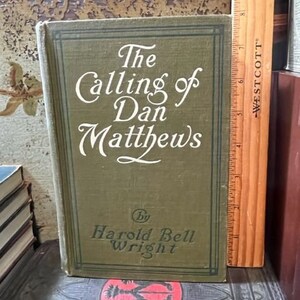 The
Calling of
Dan
Matthews
By
Harold Bell
Wright
WESTCOTT